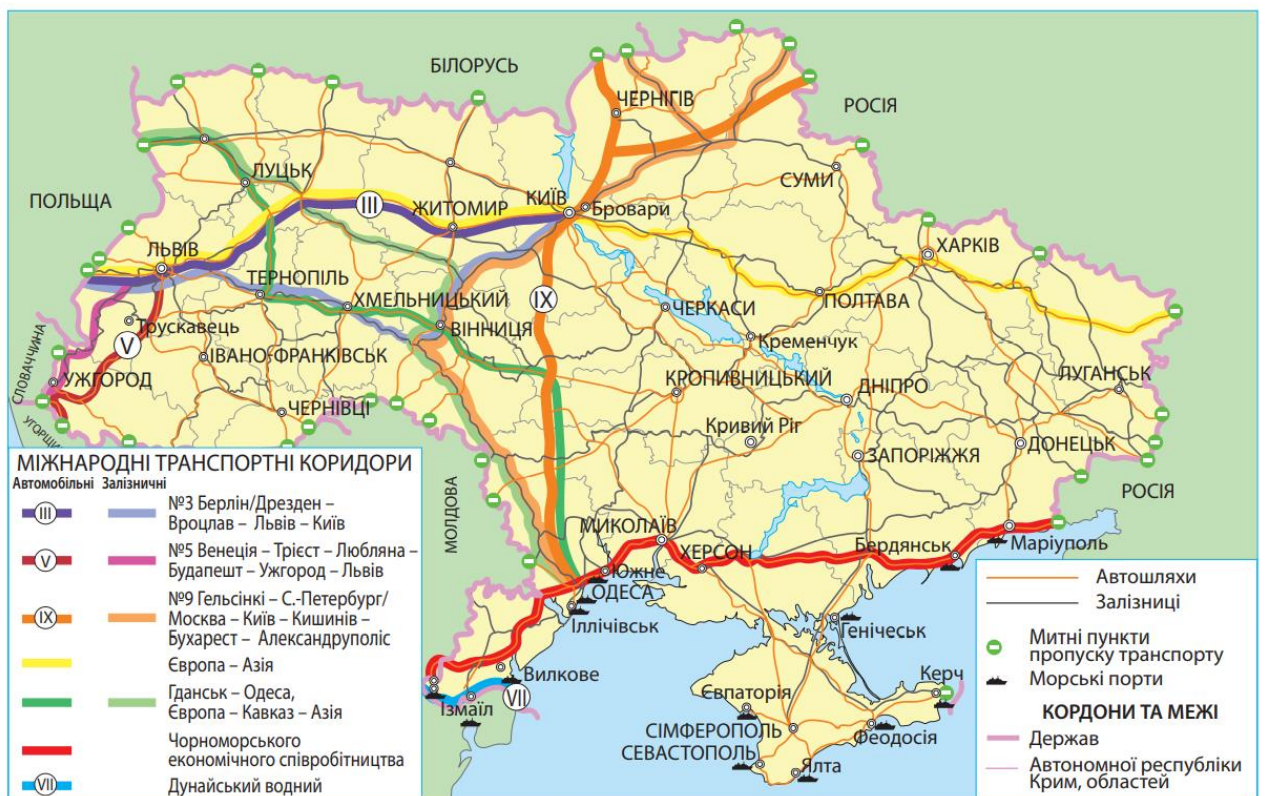 БІЛОРУСЬ
РОСІЯ
ЧЕРНІГІВ
ПОЛЬЩА
ЛУЦЬК
СУМИ
III
ЖИТОМИР
КИЇВ
Бровари
ЛЬВІВ
ХАРКІВ
ТЕРНОПІЛЬ
ХМЕЛЬНИЦЬКИЙ
IX
ЧЕРКАСИ
ПОЛТАВА
Трускавець
ВІННИЦЯ
Кременчук
СЛОВАЧЧИНА
V
ІВАНО-ФРАНКІВСЬК
УЖГОРОД
КРОПИВНИЦЬКИЙ
ДНІПРО
ЛУГАНСЬК
ЧЕРНІВЦІ
Кривий Ріг
ДОНЕЦЬК
УГОРЩИ
ЗАПОРІЖЖЯ
РОСІЯ
МОЛДОВА
МИКОЛАЇВ
ХЕРСОН
Бердянськ
Маріуполь
Южне
ОДЕСА
Іллічівськ
Генічеськ
Вилкове
VII
Ізмаїл
Керч
Євпаторія
СІМФЕРОПОЛЬ
СЕВАСТОПОЛЬ
Феодосія
Ялта
МІЖНАРОДНІ ТРАНСПОРТНІ КОРИДОРИ
Автомобільні Залізничні
III №3 Берлін/Дрезден –
Вроцлав – Львів – Київ
V №5 Венеція – Трієст – Любляна –
Будапешт – Ужгород – Львів
IX №9 Гельсінкі – С.-Петербург/
Москва – Київ – Кишинів –
Бухарест – Александруполіс
Європа – Азія
Гданськ – Одеса,
Європа – Кавказ – Азія
Чорноморського
економічного співробітництва
VII Дунайський водний
Автошляхи
Залізниці
Митні пункти
пропуску транспорту
Морські порти
КОРДОНИ ТА МЕЖІ
Держав
Автономної республіки
Крим, областей